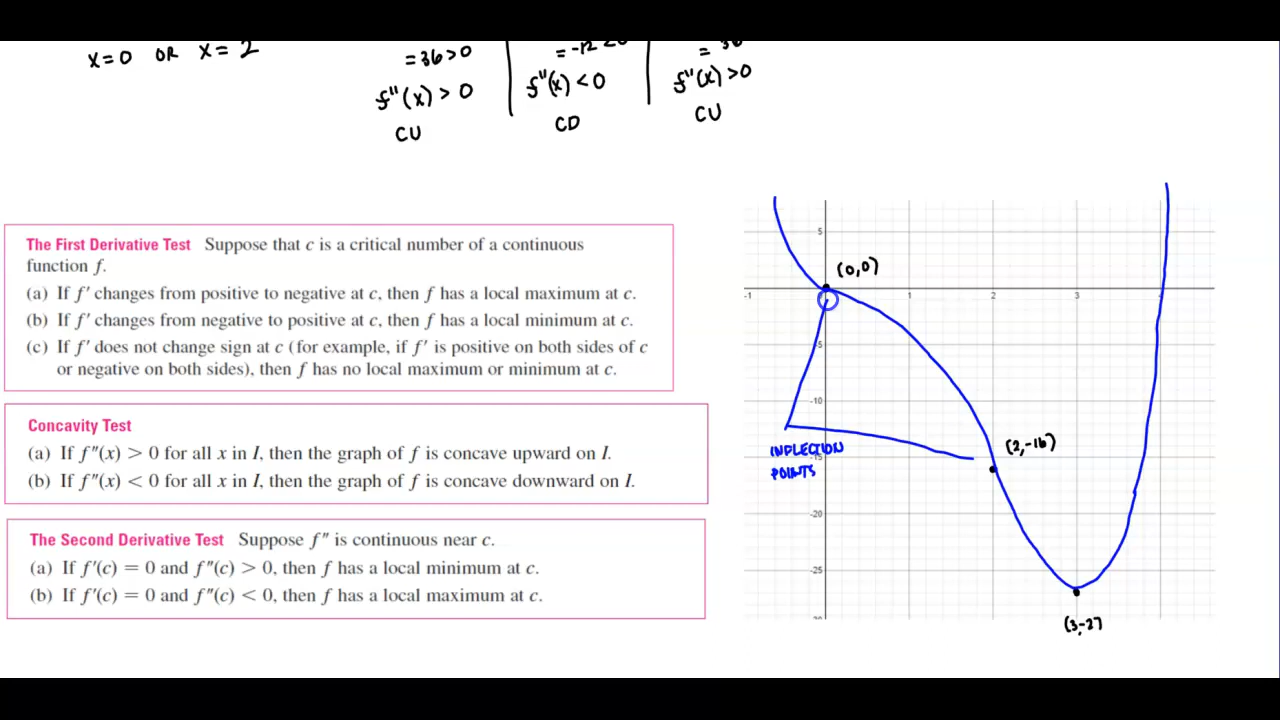 x=0 OR x=2
=36>0
f"(x) > 0
CU
= -12 <0
f"(x) < 0
CD
= 36
f"(x) >0
CU
The First Derivative Test Suppose that c is a critical number of a continuous
function f.
(a) If f′ changes from positive to negative at c, then f has a local maximum at c.
(b) If f′ changes from negative to positive at c, then f has a local minimum at c.
(c) If f′ does not change sign at c (for example, if f′ is positive on both sides of c
or negative on both sides), then f has no local maximum or minimum at c.
Concavity Test
(a) If f″(x) > 0 for all x in I, then the graph of f is concave upward on I.
(b) If f″(x) < 0 for all x in I, then the graph of f is concave downward on I.
The Second Derivative Test Suppose f″ is continuous near c.
(a) If f′(c) = 0 and f″(c) > 0, then f has a local minimum at c.
(b) If f′(c) = 0 and f″(c) < 0, then f has a local maximum at c.
5
(0,0)
-1 1 2 3
-5
-10
(2,-16)
INFLECTION
-15
POINTS
-20
-25
(3,-27